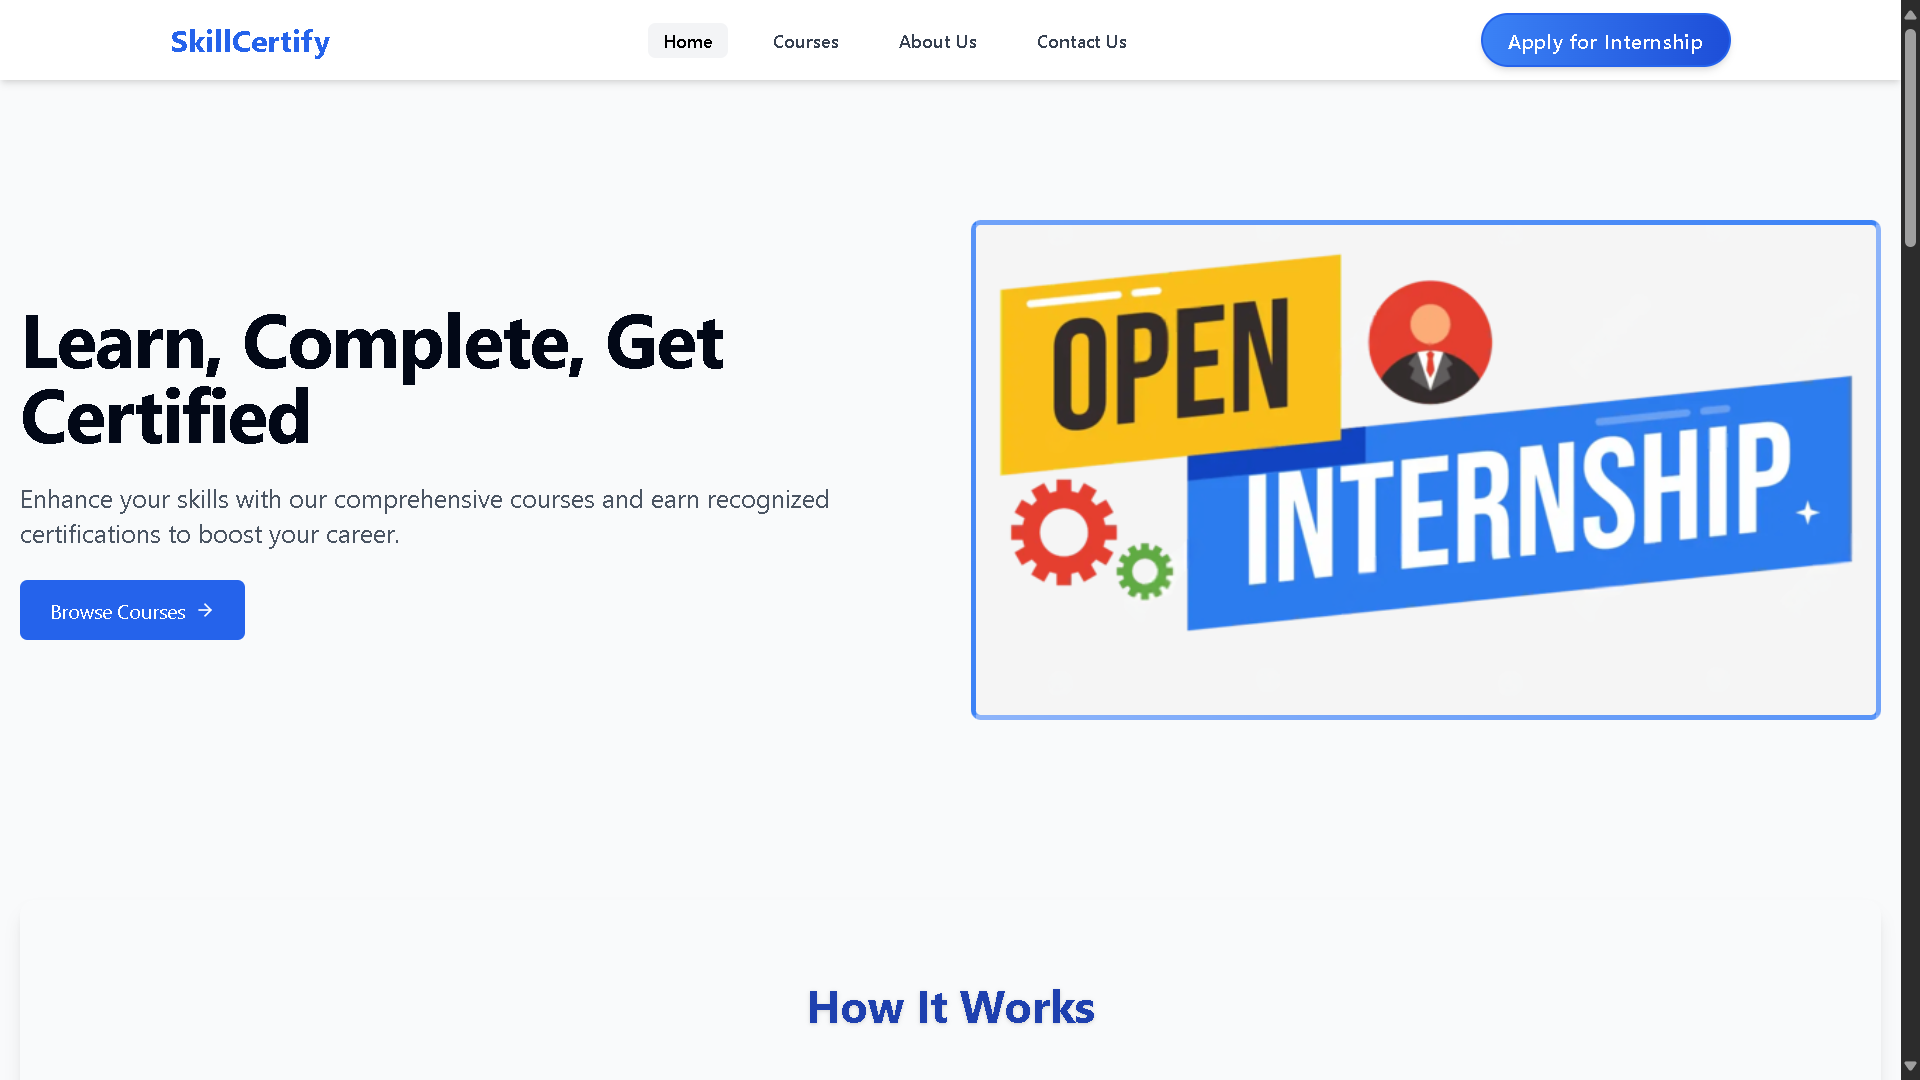 SkillCertify
Home
Courses
About Us
Contact Us
Apply for Internship
Learn, Complete, Get
Certified
Enhance your skills with our comprehensive courses and earn recognized
certifications to boost your career.
Browse Courses
OPEN
INTERNSHIP
How It Works